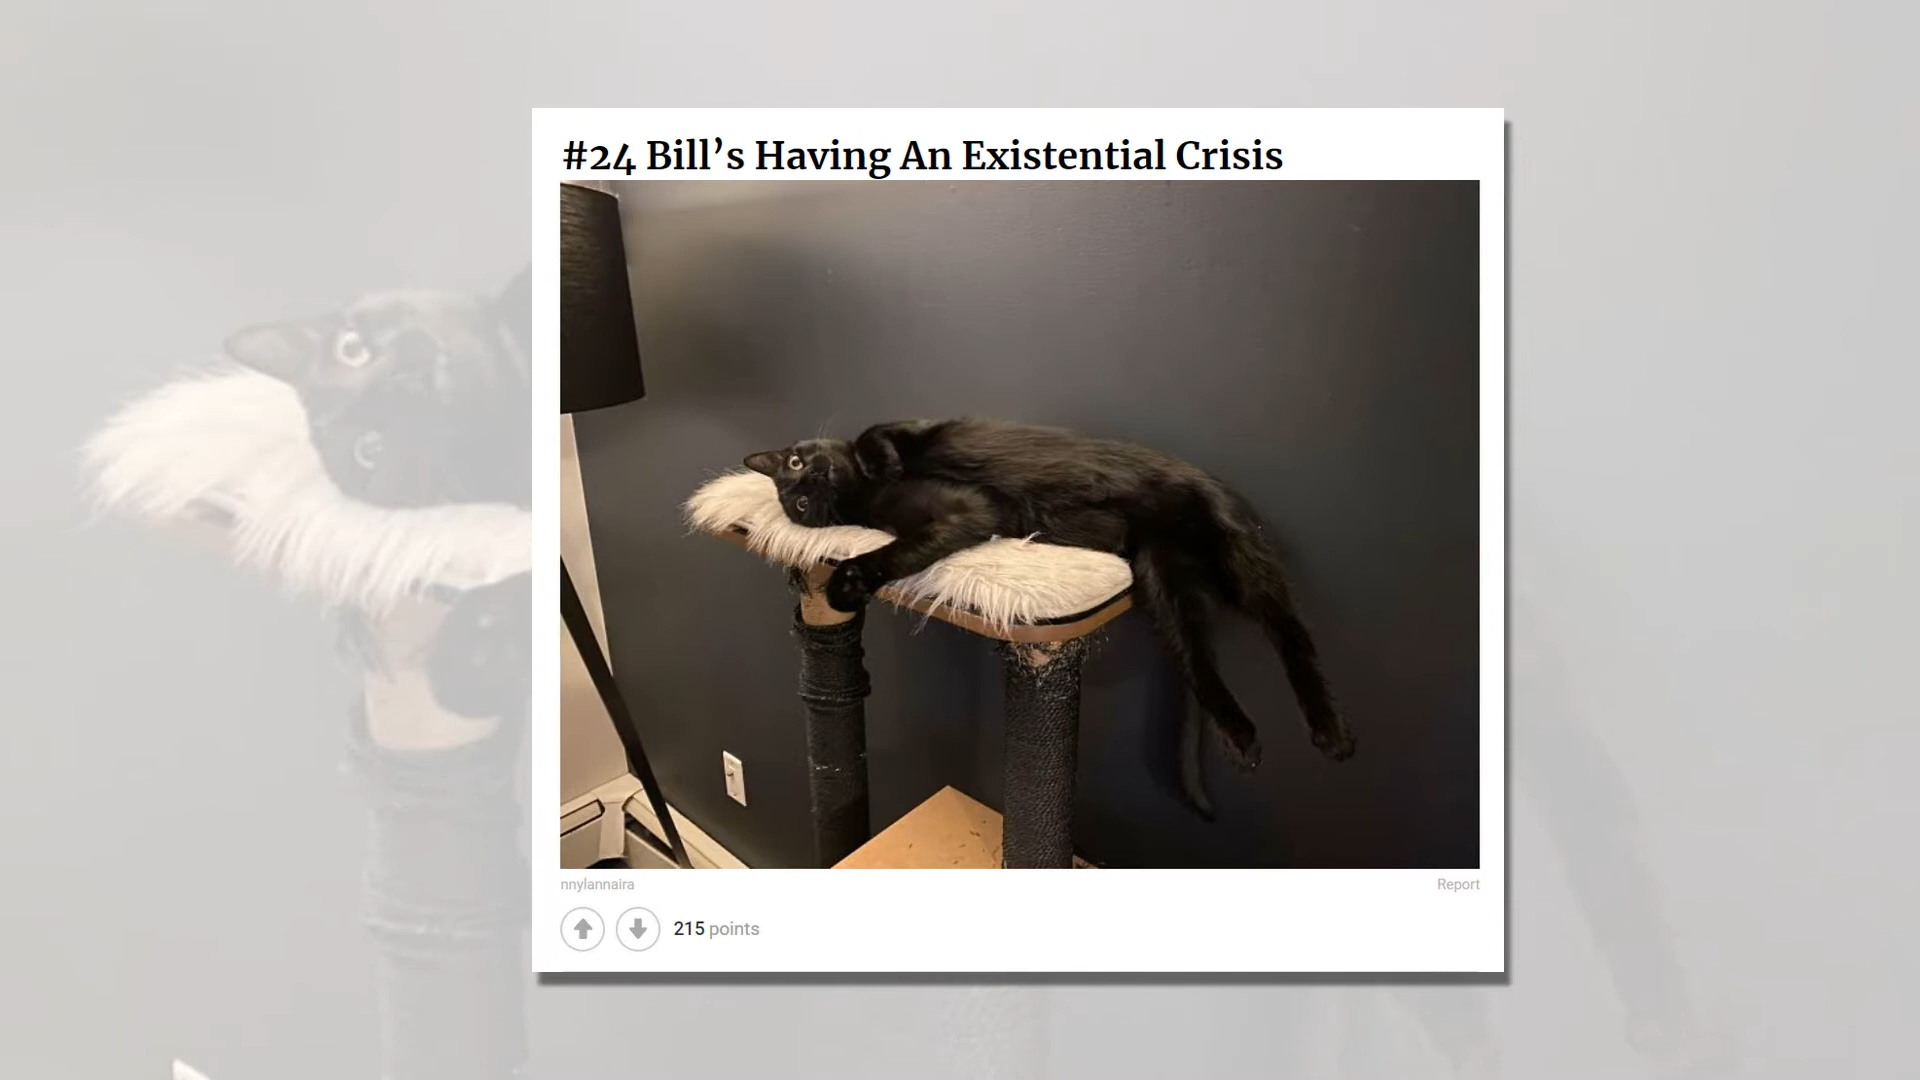 #24 Bill’s Having An Existential Crisis
nnylannaira
Report
215 points